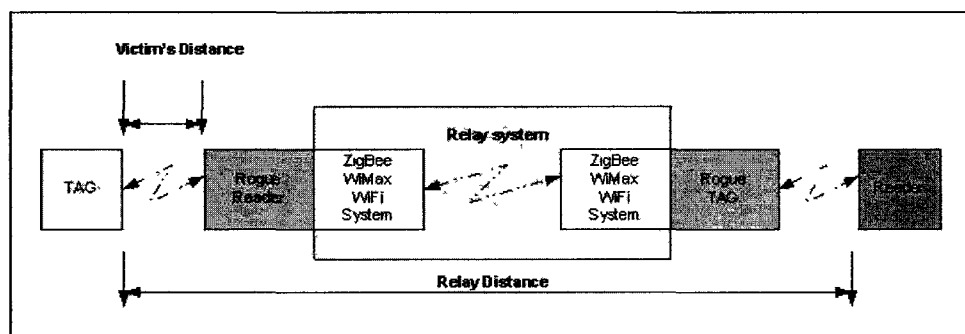 Victim's Distance
Relay system
TAG
Rogue
Reader
ZigBee
WiMax
WiFi
System
ZigBee
WiMax
WiFi
System
Rogue
TAG
Reader
Relay Distance